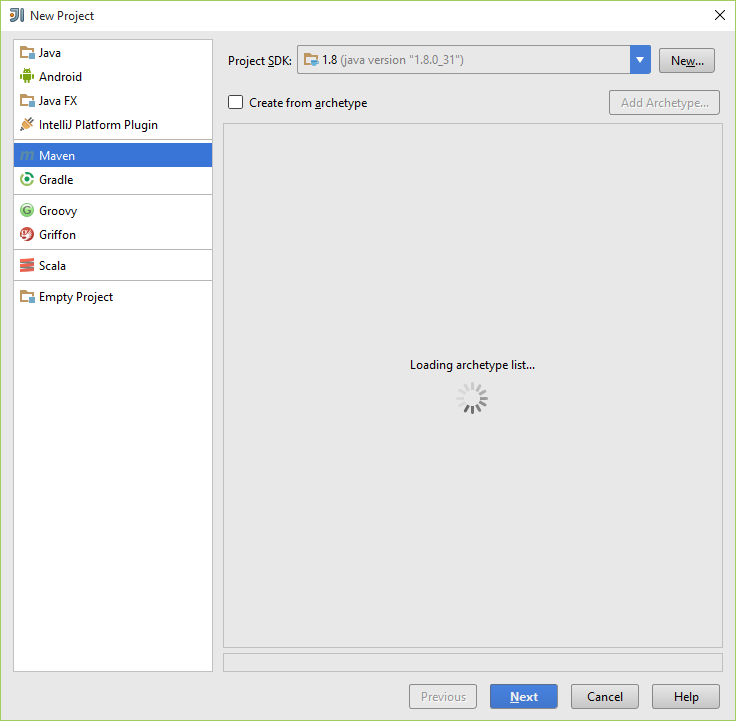 New Project
Java
Android
Java FX
IntelliJ Platform Plugin
Maven
Gradle
Groovy
Griffon
Scala
Empty Project
Project SDK: 1.8 (java version "1.8.0_31") New...
Create from archetype Add Archetype...
Loading archetype list...
Previous Next Cancel Help